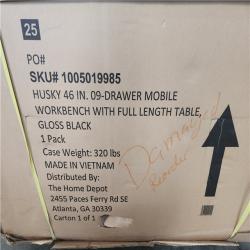 25
PO#
SKU# 1005019985
HUSKY 46 IN. 09-DRAWER MOBILE
WORKBENCH WITH FULL LENGTH TABLE,
GLOSS BLACK
1 Pack
Case Weight: 320 lbs
MADE IN VIETNAM
Distributed By:
The Home Depot
2455 Paces Ferry Rd SE
Atlanta, GA 30339
Carton 1 of 1
Damaged